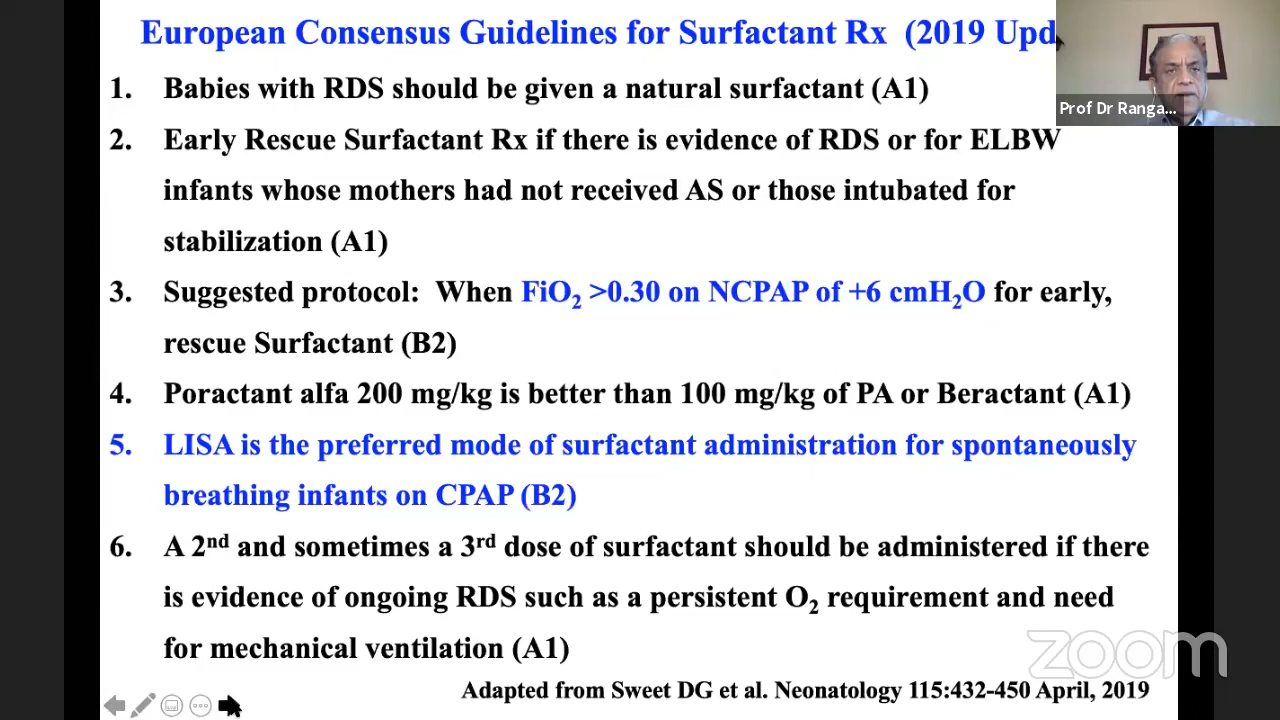 European Consensus Guidelines for Surfactant Rx (2019 Upd
Prof Dr Ranga...
1. Babies with RDS should be given a natural surfactant (A1)
2. Early Rescue Surfactant Rx if there is evidence of RDS or for ELBW
infants whose mothers had not received AS or those intubated for
stabilization (A1)
3. Suggested protocol: When FiO₂ >0.30 on NCPAP of +6 cmH₂O for early,
rescue Surfactant (B2)
4. Poractant alfa 200 mg/kg is better than 100 mg/kg of PA or Beractant (A1)
5. LISA is the preferred mode of surfactant administration for spontaneously
breathing infants on CPAP (B2)
6. A 2nd and sometimes a 3rd dose of surfactant should be administered if there
is evidence of ongoing RDS such as a persistent O₂ requirement and need
for mechanical ventilation (A1)
zoom
Adapted from Sweet DG et al. Neonatology 115:432-450 April, 2019